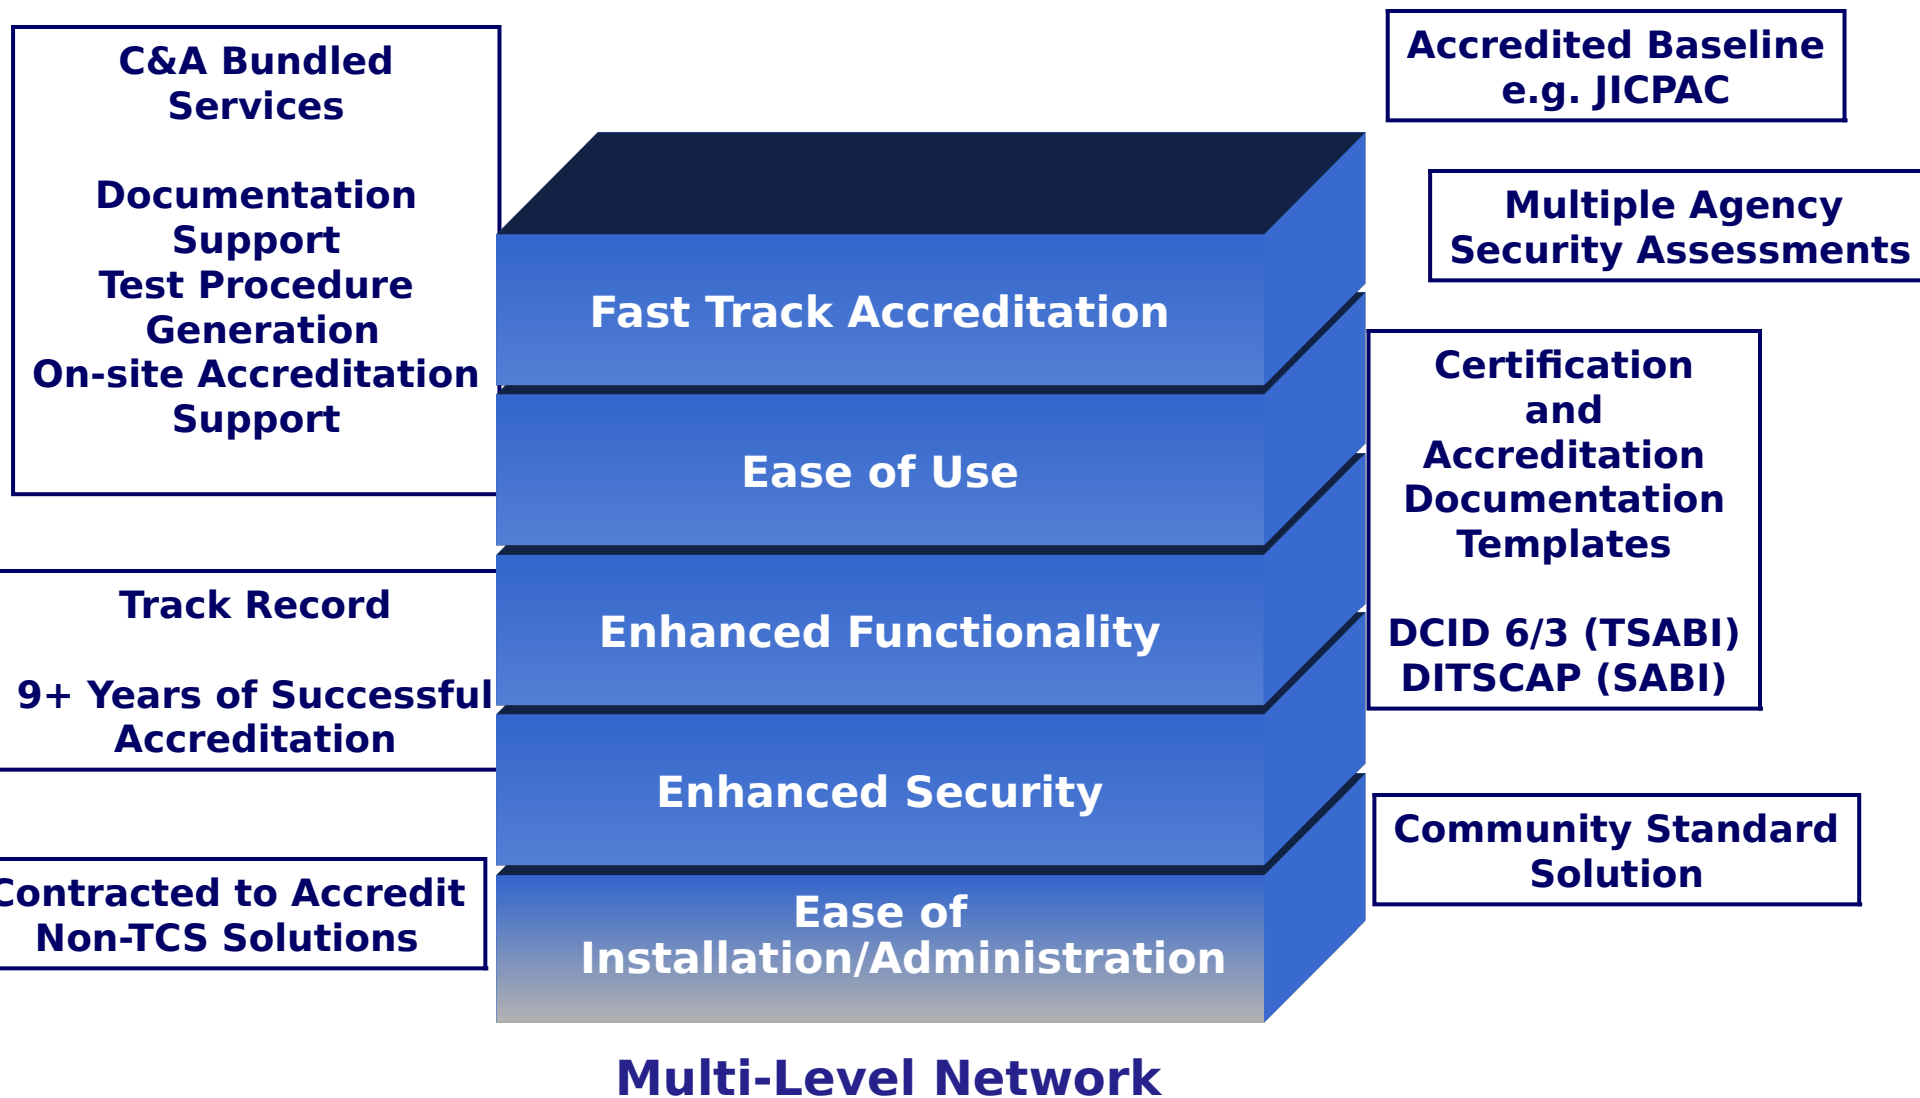 C&A Bundled
Services
Documentation
Support
Test Procedure
Generation
On-site Accreditation
Support
Track Record
9+ Years of Successful
Accreditation
Contracted to Accredit
Non-TCS Solutions
Fast Track Accreditation
Ease of Use
Enhanced Functionality
Enhanced Security
Ease of
Installation/Administration
Multi-Level Network
Accredited Baseline
e.g. JICPAC
Multiple Agency
Security Assessments
Certification
and
Accreditation
Documentation
Templates
DCID 6/3 (TSABI)
DITSCAP (SABI)
Community Standard
Solution